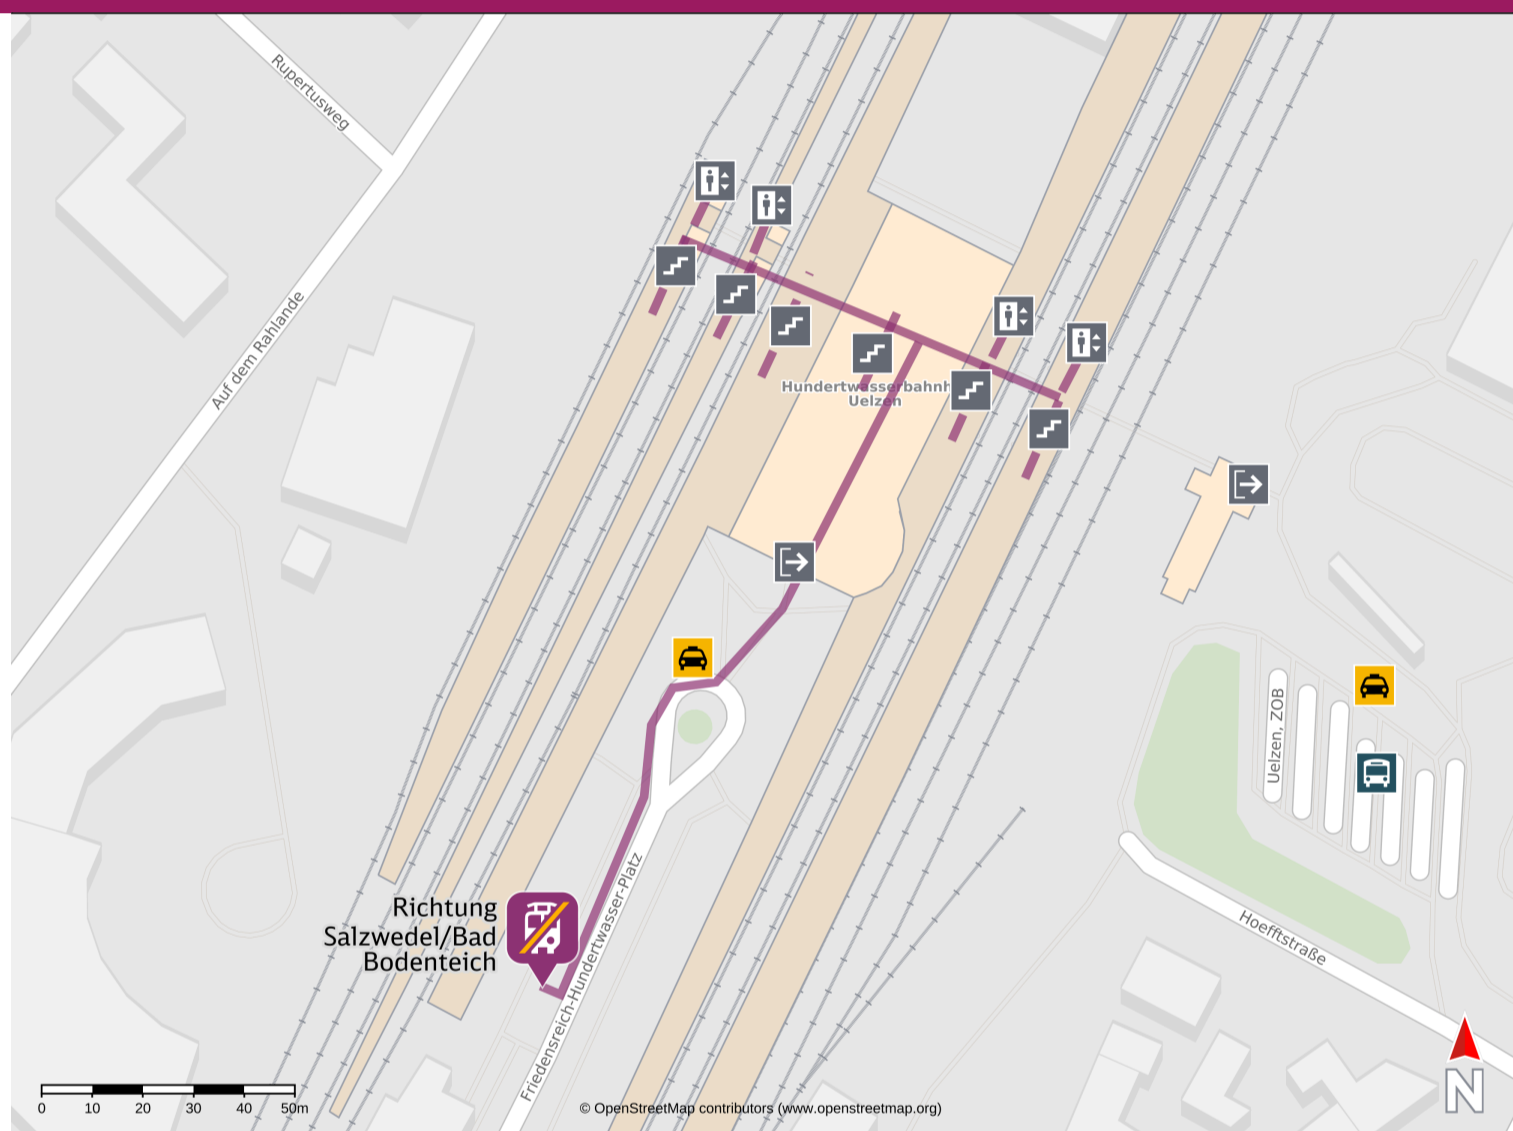 Rupertusweg
Auf dem Rahlande
Hundertwasserbahnh
Uelzen
Uelzen, ZOB
Richtung
Salzwedel/Bad
Bodenteich
Friedensreich-Hundertwasser-Platz
Hoefftstraße
N
0 10 20 30 40 50m
© OpenStreetMap contributors (www.openstreetmap.org)